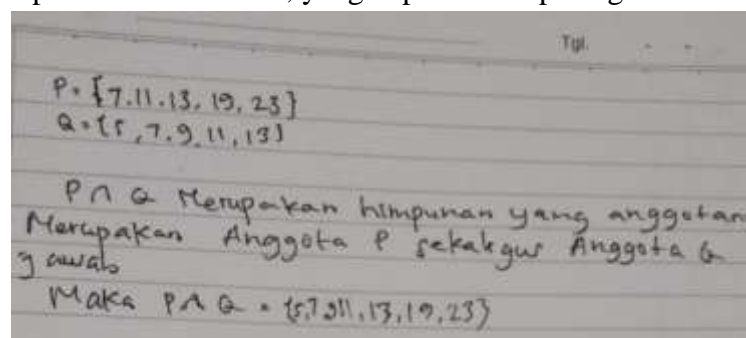 Tgl.
P = {7.11.13, 19, 23}
Q = {5, 7.9, 11, 13}
P ∩ Q Merupakan himpunan yang anggotan
Merupakan Anggota P sekaligus Anggota Q
Jawab
Maka P ∩ Q = {5,7,9,11, 13, 19, 23}